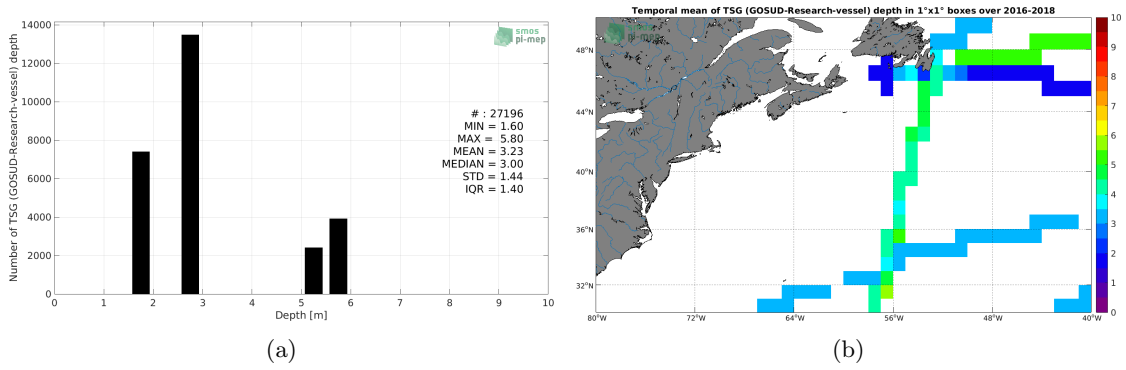 14000
12000
10000
8000
6000
4000
2000
0
Number of TSG (GOSUD-Research-vessel) depth
0 1 2 3 4 5 6 7 8 9 10
Depth [m]
smos
pi-mep
# : 27196
MIN = 1.60
MAX = 5.80
MEAN = 3.23
MEDIAN = 3.00
STD = 1.44
IQR = 1.40
(a)
Temporal mean of TSG (GOSUD-Research-vessel) depth in 1°x1° boxes over 2016-2018
smos
pi-mep
48°N
44°N
40°N
36°N
32°N
80°W 72°W 64°W 56°W 48°W 40°W
10
9
8
7
6
5
4
3
2
1
0
(b)